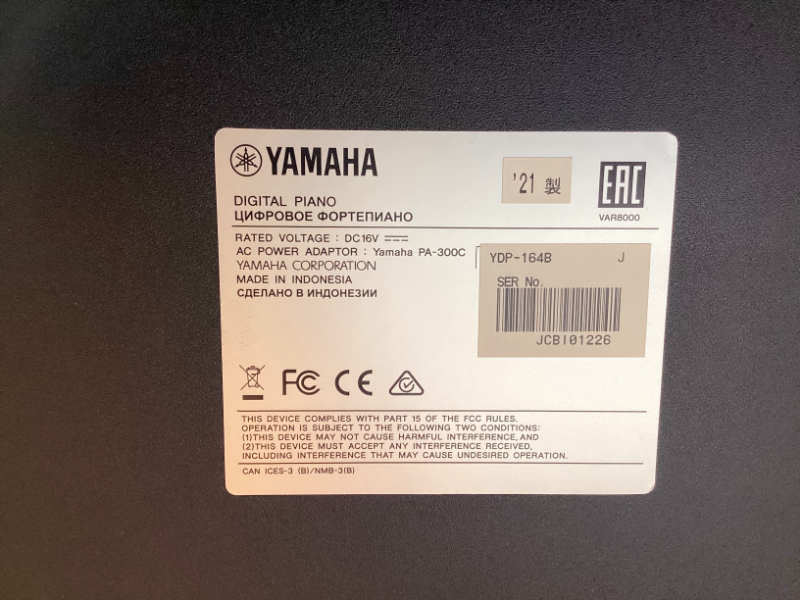 YAMAHA
'21 製
EAC
VAR8000
DIGITAL PIANO
ЦИФРОВОЕ ФОРТЕПИАНО
RATED VOLTAGE : DC16V
AC POWER ADAPTOR : Yamaha PA-300C
YAMAHA CORPORATION
MADE IN INDONESIA
СДЕЛАНО В ИНДОНЕЗИИ
YDP-164B J
SER No.
JCBI01226
FC CE
THIS DEVICE COMPLIES WITH PART 15 OF THE FCC RULES.
OPERATION IS SUBJECT TO THE FOLLOWING TWO CONDITIONS:
(1)THIS DEVICE MAY NOT CAUSE HARMFUL INTERFERENCE,AND
(2)THIS DEVICE MUST ACCEPT ANY INTERFERENCE RECEIVED,
INCLUDING INTERFERENCE THAT MAY CAUSE UNDESIRED OPERATION.
CAN ICES-3 (B)/NMB-3(B)